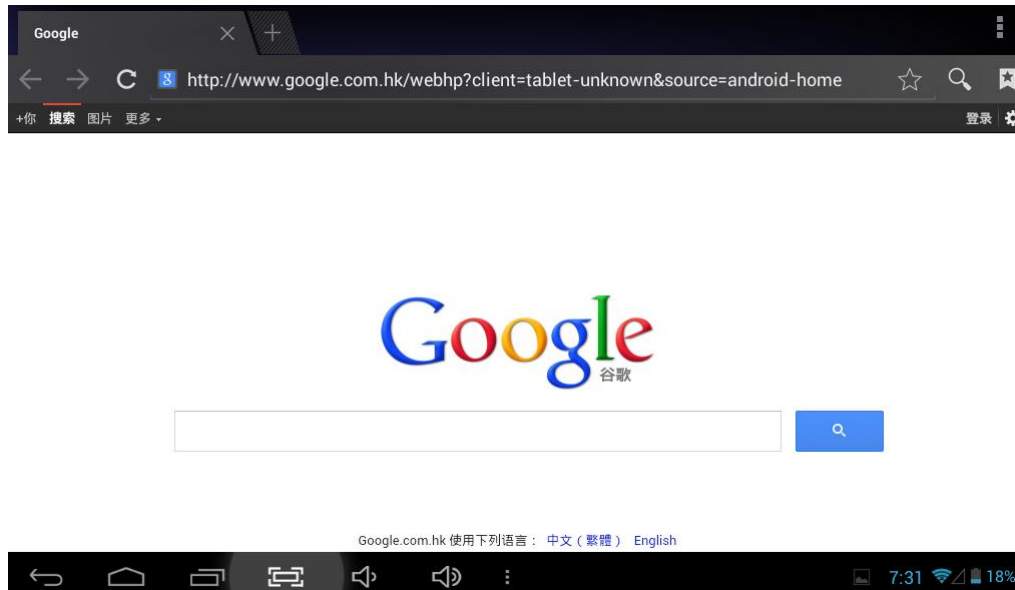 Google
http://www.google.com.hk/webhp?client=tablet-unknown&source=android-home
+你 搜索 图片 更多 登录
Google
谷歌
Google.com.hk 使用下列语言： 中文（繁體） English
7:31 18%